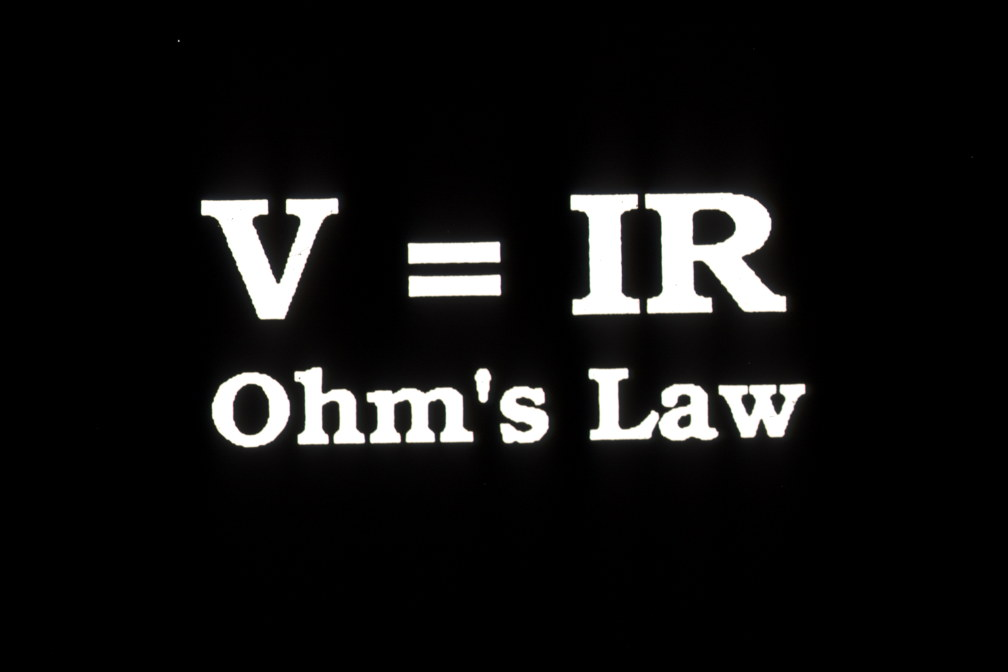 V = IR
Ohm's Law